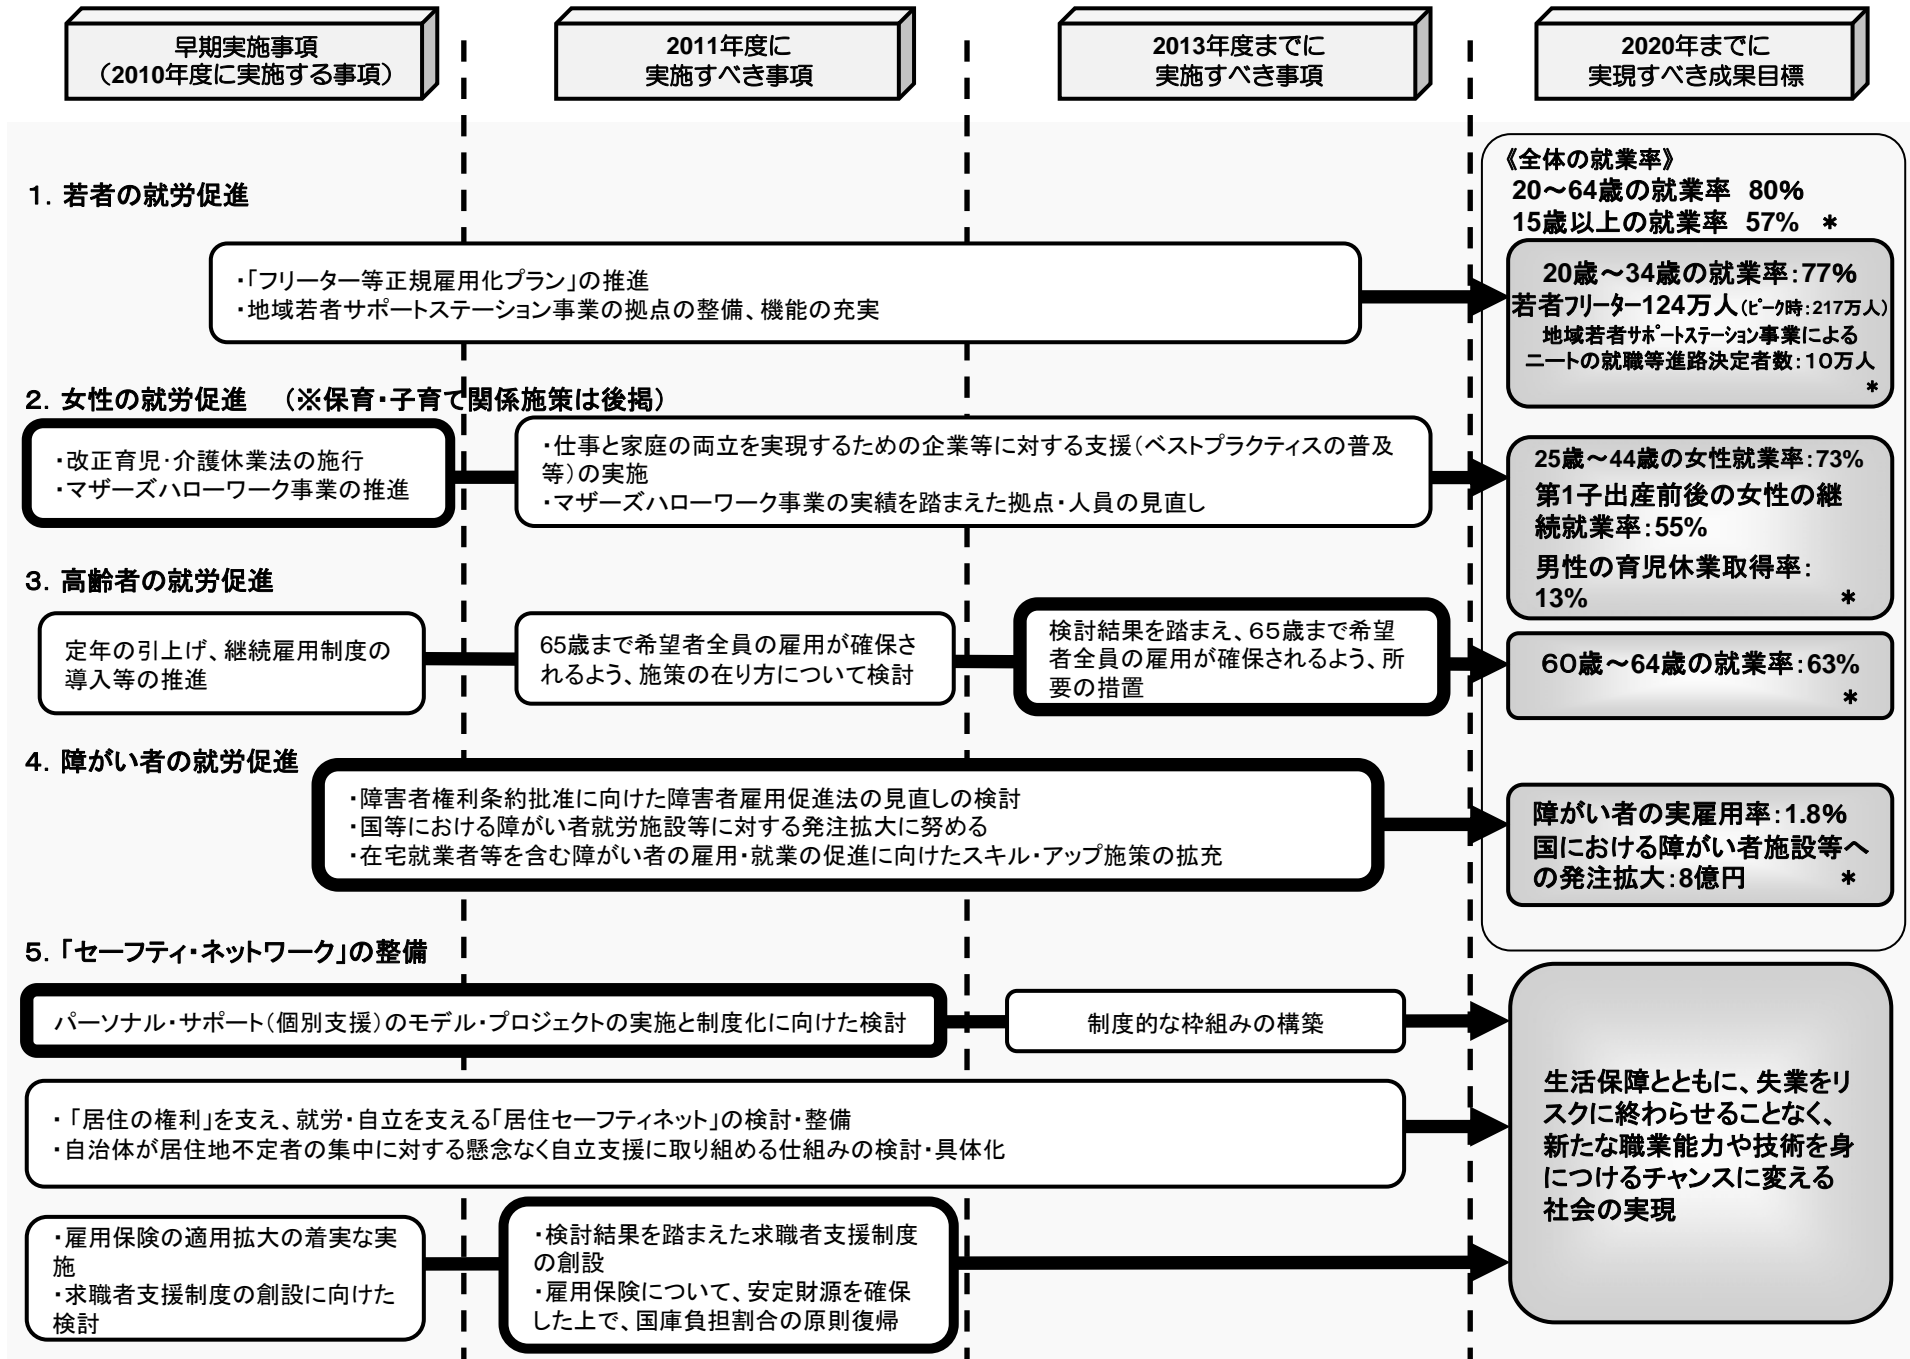 早期実施事項
（2010年度に実施する事項）
2011年度に
実施すべき事項
2013年度までに
実施すべき事項
2020年までに
実現すべき成果目標
《全体の就業率》
20～64歳の就業率 80%
15歳以上の就業率 57% ＊
1．若者の就労促進
・「フリーター等正規雇用化プラン」の推進
・地域若者サポートステーション事業の拠点の整備、機能の充実
20歳～34歳の就業率：77%
若者フリーター124万人（ピーク時：217万人）
地域若者サポートステーション事業による
ニートの就職等進路決定者数：10万人
＊
2．女性の就労促進 （※保育・子育て関係施策は後掲）
・改正育児・介護休業法の施行
・マザーズハローワーク事業の推進
・仕事と家庭の両立を実現するための企業等に対する支援（ベストプラクティスの普及
等）の実施
・マザーズハローワーク事業の実績を踏まえた拠点・人員の見直し
25歳～44歳の女性就業率：73%
第1子出産前後の女性の継
続就業率：55%
男性の育児休業取得率：
13% ＊
3．高齢者の就労促進
定年の引上げ、継続雇用制度の
導入等の推進
65歳まで希望者全員の雇用が確保さ
れるよう、施策の在り方について検討
検討結果を踏まえ、65歳まで希望
者全員の雇用が確保されるよう、所
要の措置
60歳～64歳の就業率：63%
＊
4．障がい者の就労促進
・障害者権利条約批准に向けた障害者雇用促進法の見直しの検討
・国等における障がい者就労施設等に対する発注拡大に努める
・在宅就業者等を含む障がい者の雇用・就業の促進に向けたスキル・アップ施策の拡充
障がい者の実雇用率：1.8%
国における障がい者施設等へ
の発注拡大：8億円 ＊
5．「セーフティ・ネットワーク」の整備
パーソナル・サポート（個別支援）のモデル・プロジェクトの実施と制度化に向けた検討
制度的な枠組みの構築
・「居住の権利」を支え、就労・自立を支える「居住セーフティネット」の検討・整備
・自治体が居住地不定者の集中に対する懸念なく自立支援に取り組める仕組みの検討・具体化
・雇用保険の適用拡大の着実な実
施
・求職者支援制度の創設に向けた
検討
・検討結果を踏まえた求職者支援制度
の創設
・雇用保険について、安定財源を確保
した上で、国庫負担割合の原則復帰
生活保障とともに、失業をリ
スクに終わらせることなく、
新たな職業能力や技術を身
につけるチャンスに変える
社会の実現